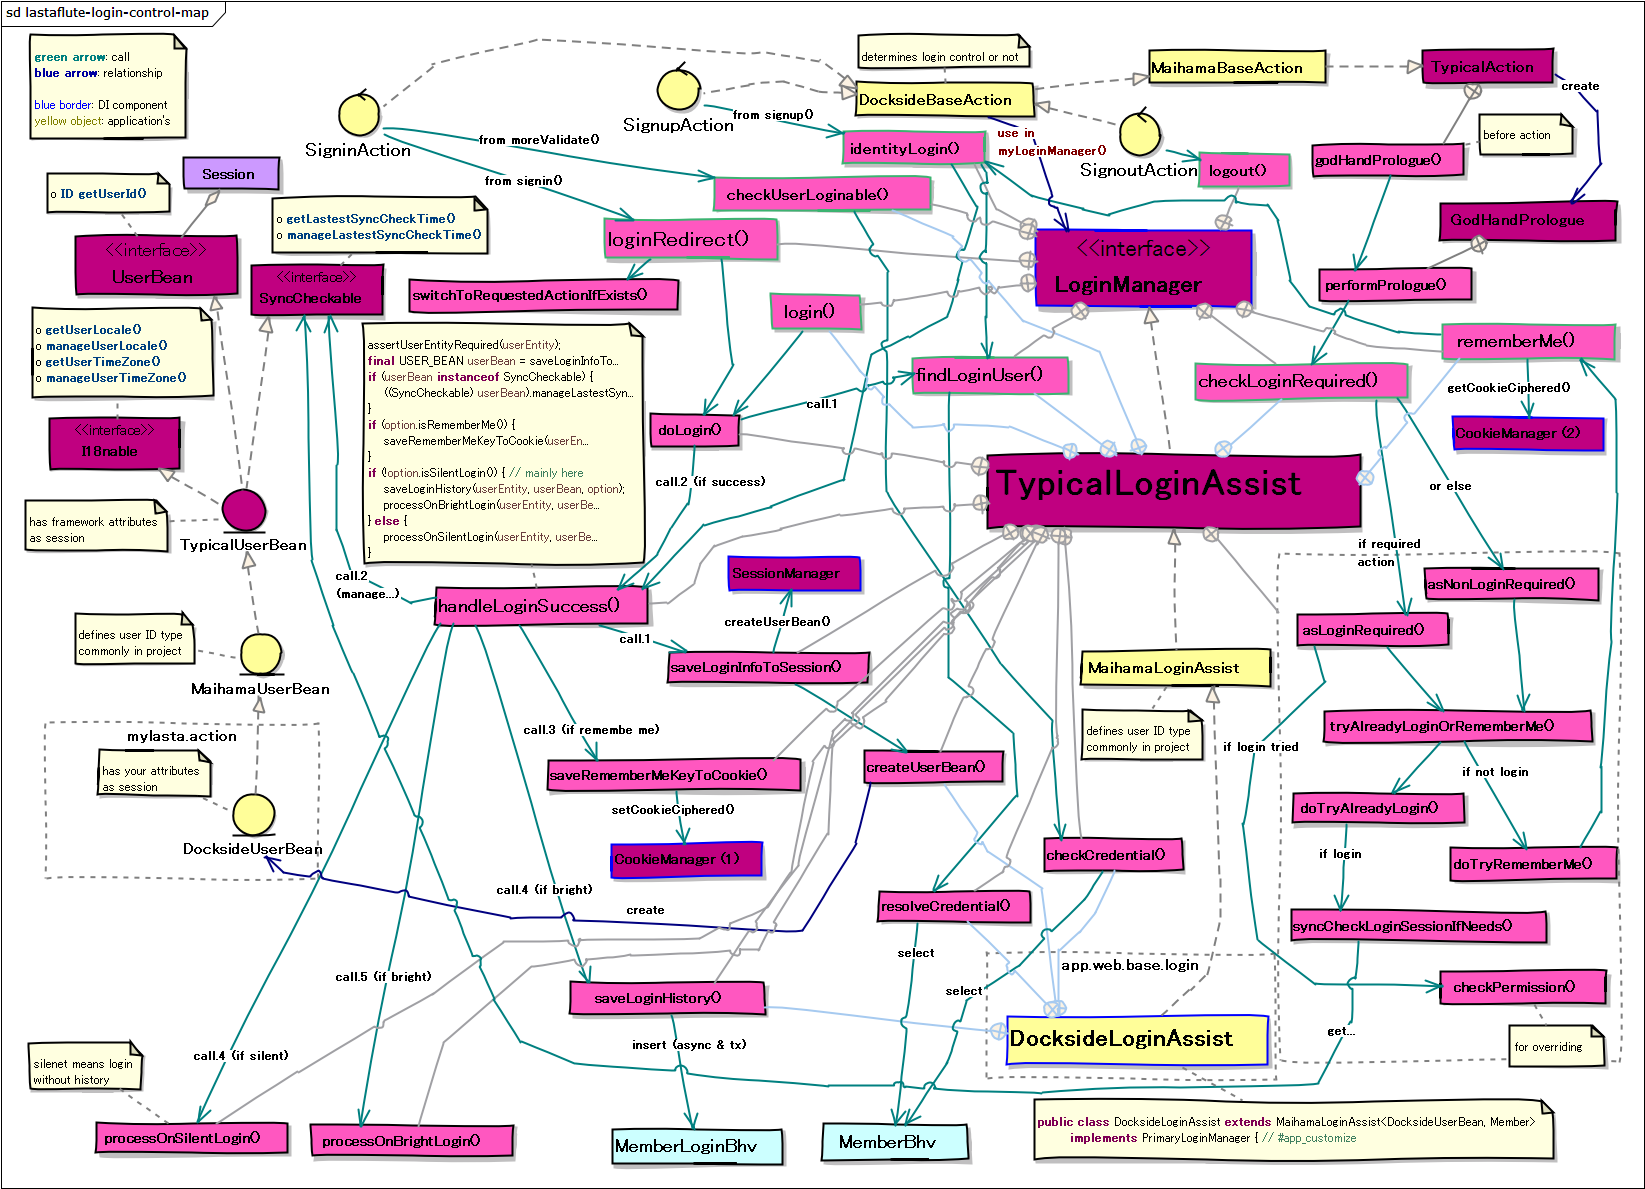 sd lastaflute-login-control-map
green arrow: call
blue arrow: relationship
blue border: DI component
yellow object: application's
SigninAction
SignupAction
determines login control or not
DocksideBaseAction
MaihamaBaseAction
TypicalAction
create
before action
from signup()
from moreValidate()
from signin()
identityLogin()
use in
myLoginManager()
SignoutAction
logout()
godHandPrologue()
GodHandPrologue
performPrologue()
Session
o ID getUserId()
o getLastestSyncCheckTime()
o manageLastestSyncCheckTime()
<<interface>>
UserBean
<<interface>>
SyncCheckable
checkUserLoginable()
loginRedirect()
switchToRequestedActionIfExists()
login()
<<interface>>
LoginManager
rememberMe()
getCookieCiphered()
CookieManager (2)
o getUserLocale()
o manageUserLocale()
o getUserTimeZone()
o manageUserTimeZone()
<<interface>>
I18nable
assertUserEntityRequired(userEntity);
final USER_BEAN userBean = saveLoginInfoTo...
if (userBean instanceof SyncCheckable) {
((SyncCheckable) userBean).manageLastestSyn...
}
if (option.isRememberMe()) {
saveRememberMeKeyToCookie(userEn...
}
if (!option.isSilentLogin()) { // mainly here
saveLoginHistory(userEntity, userBean, option);
processOnBrightLogin(userEntity, userBe...
} else {
processOnSilentLogin(userEntity, userBe...
}
findLoginUser()
call.1
doLogin()
call.2 (if success)
checkLoginRequired()
TypicalLoginAssist
or else
if required
action
has framework attributes
as session
TypicalUserBean
call.2
(manage...)
handleLoginSuccess()
SessionManager
createUserBean()
call.1
saveLoginInfoToSession()
asNonLoginRequired()
asLoginRequired()
defines user ID type
commonly in project
MaihamaUserBean
MaihamaLoginAssist
defines user ID type
commonly in project
tryAlreadyLoginOrRememberMe()
if login tried
if not login
mylasta.action
has your attributes
as session
DocksideUserBean
call.3 (if remembe me)
saveRememberMeKeyToCookie()
setCookieCiphered()
CookieManager (1)
createUserBean()
doTryAlreadyLogin()
if login
doTryRememberMe()
checkCredential()
call.4 (if bright)
create
resolveCredential()
select
select
syncCheckLoginSessionIfNeeds()
app.web.base.login
call.5 (if bright)
saveLoginHistory()
checkPermission()
DocksideLoginAssist
get...
for overriding
insert (async & tx)
call.4 (if silent)
silenet means login
without history
processOnSilentLogin()
processOnBrightLogin()
MemberLoginBhv
MemberBhv
public class DocksideLoginAssist extends MaihamaLoginAssist<DocksideUserBean, Member>
implements PrimaryLoginManager { // #app_customize